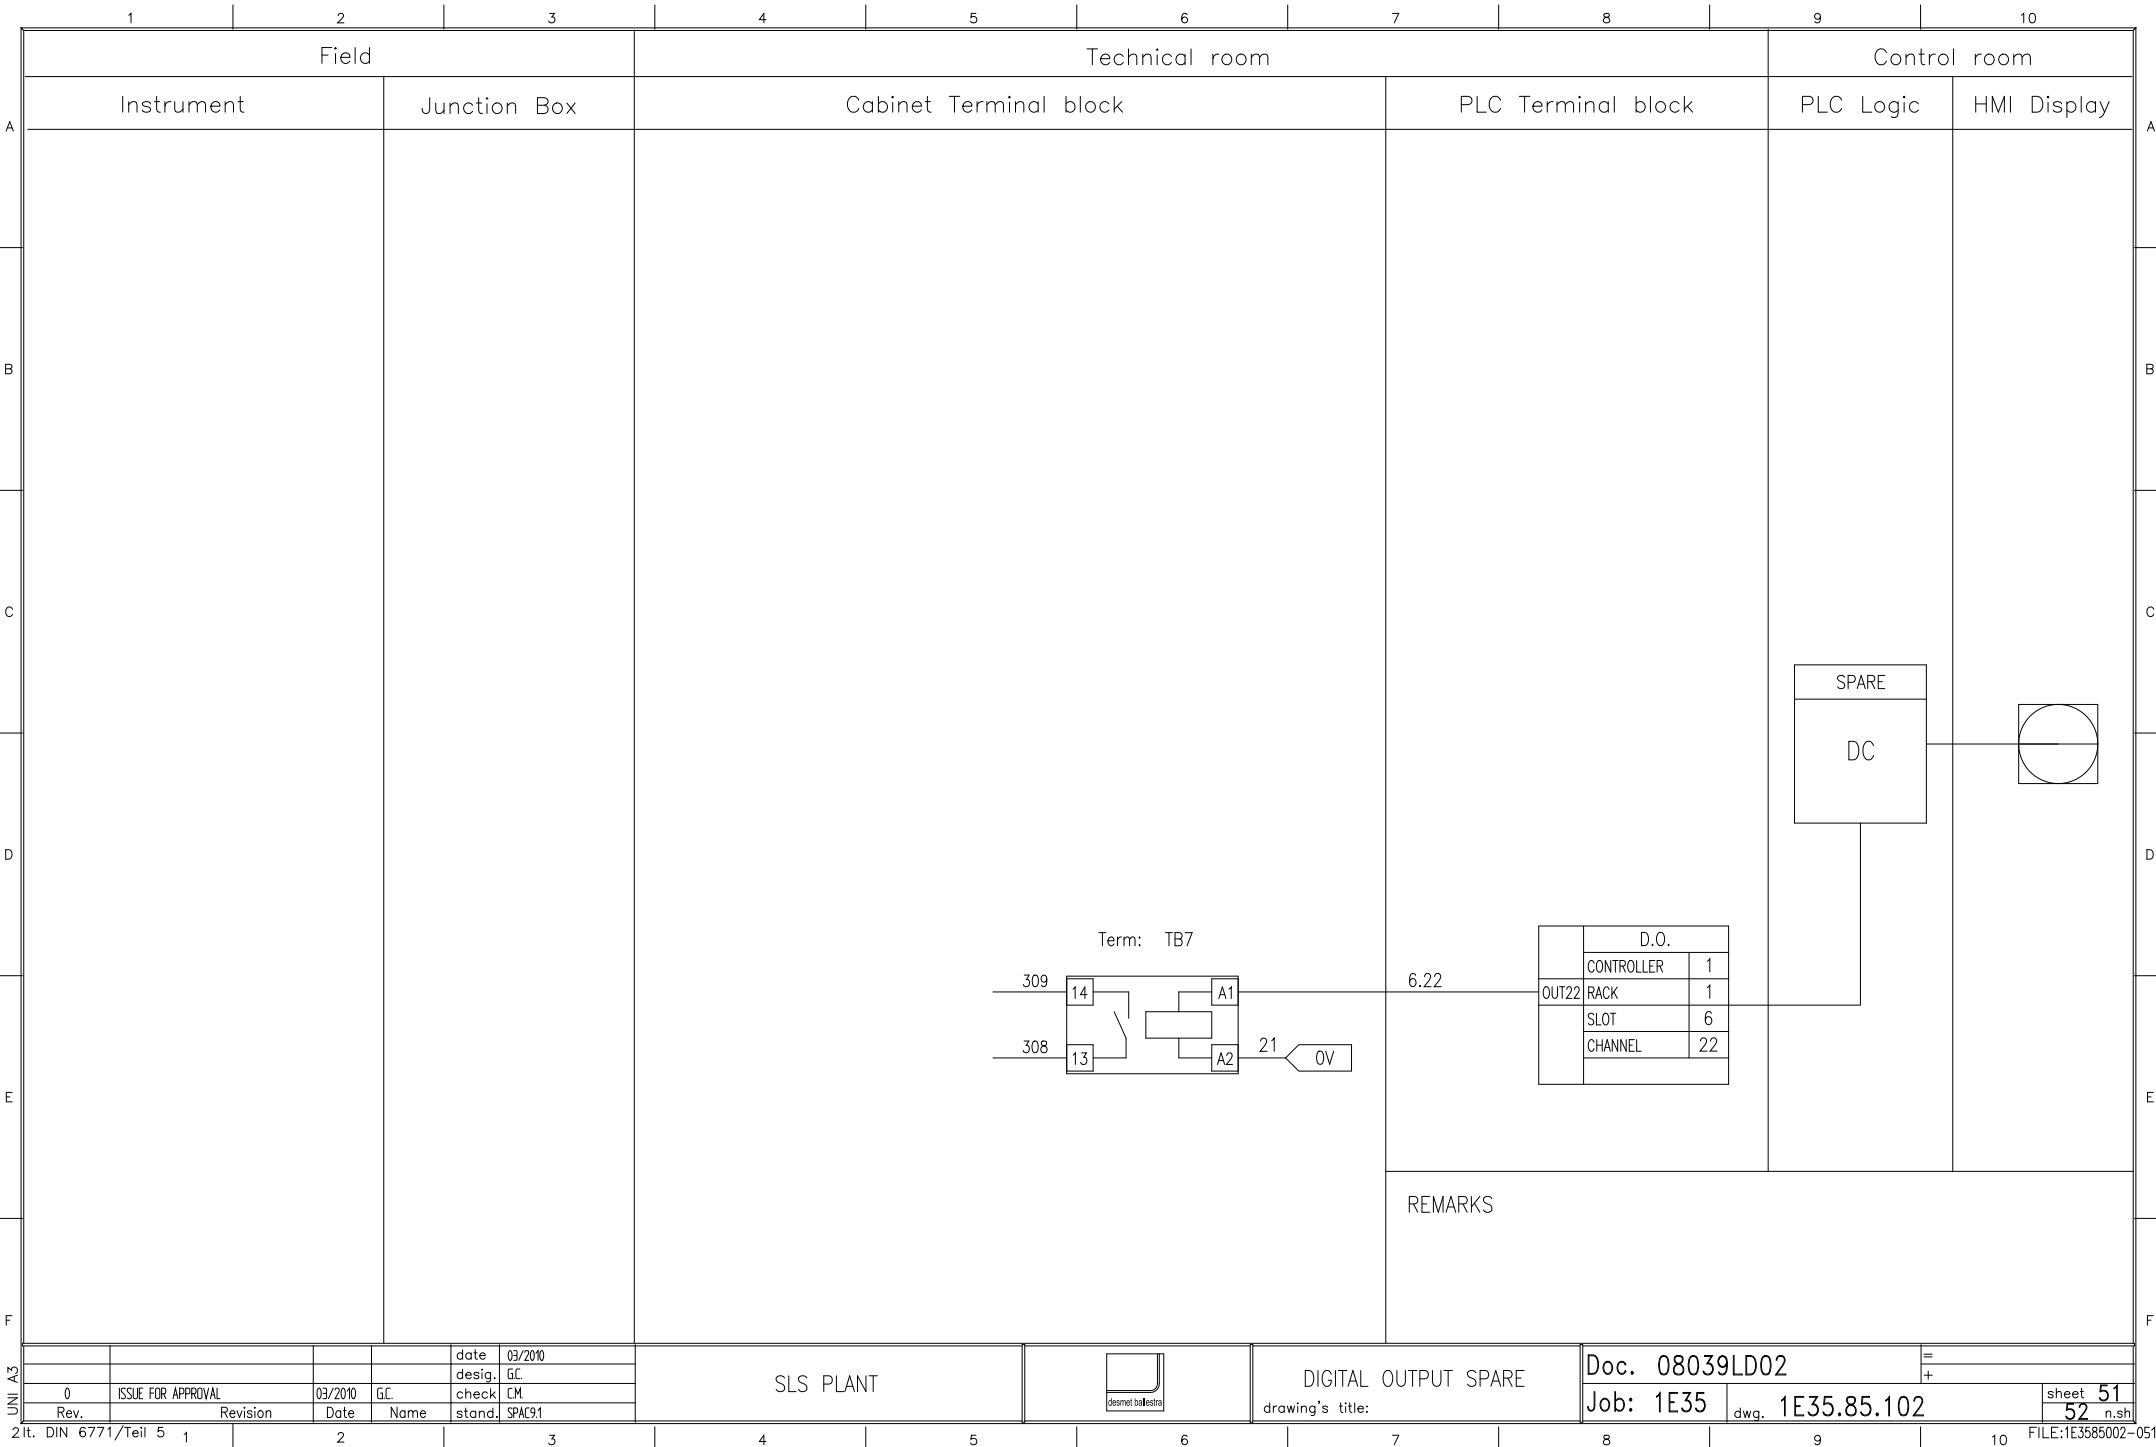 1 2 3 4 5 6 7 8 9 10
Field Technical room Control room
Instrument Junction Box Cabinet Terminal block PLC Terminal block PLC Logic HMI Display
A A
B B
C C
SPARE
DC
D D
Term: TB7
D.O.
CONTROLLER 1
309 14 A1 6.22 OUT22 RACK 1
SLOT 6
308 13 A2 21 0V CHANNEL 22
E E
REMARKS
F F
UNI A3
date 03/2010
desig. G.C.
0 ISSUE FOR APPROVAL 03/2010 G.C. check C.M.
Rev. Revision Date Name stand. SPAC9.1
SLS PLANT
desmet ballestra
DIGITAL OUTPUT SPARE
drawing's title:
Doc. 08039LD02
=
+
Job: 1E35 dwg. 1E35.85.102
sheet 51
52 n.sh
2lt. DIN 6771/Teil 5
1 2 3 4 5 6 7 8 9 10
FILE:1E3585002-051